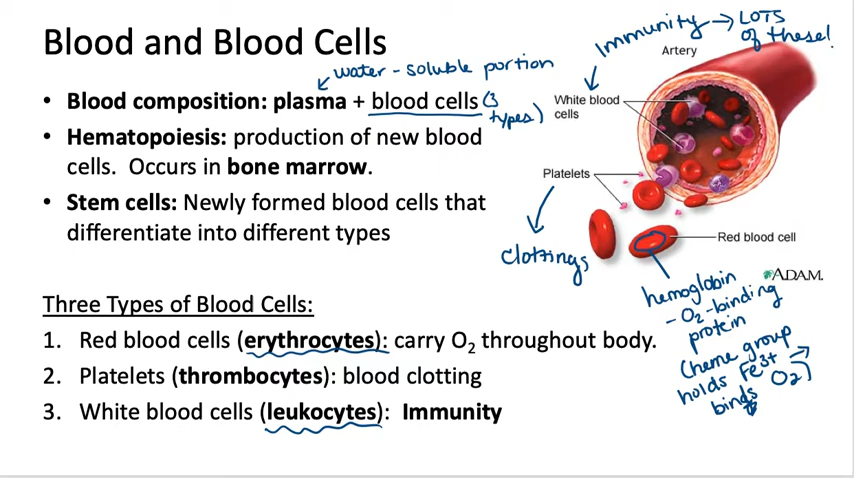 Blood and Blood Cells
water-soluble portion
• Blood composition: plasma + blood cells (3 types)
• Hematopoiesis: production of new blood
cells. Occurs in bone marrow.
• Stem cells: Newly formed blood cells that
differentiate into different types
Immunity → LOTS
of these!
Artery
White blood
cells
Platelets
clottings
Red blood cell
ADAM.
hemoglobin
- O2-binding
protein
(heme group
holds Fe3+ →
binds O2)
Three Types of Blood Cells:
1. Red blood cells (erythrocytes): carry O2 throughout body.
2. Platelets (thrombocytes): blood clotting
3. White blood cells (leukocytes): Immunity